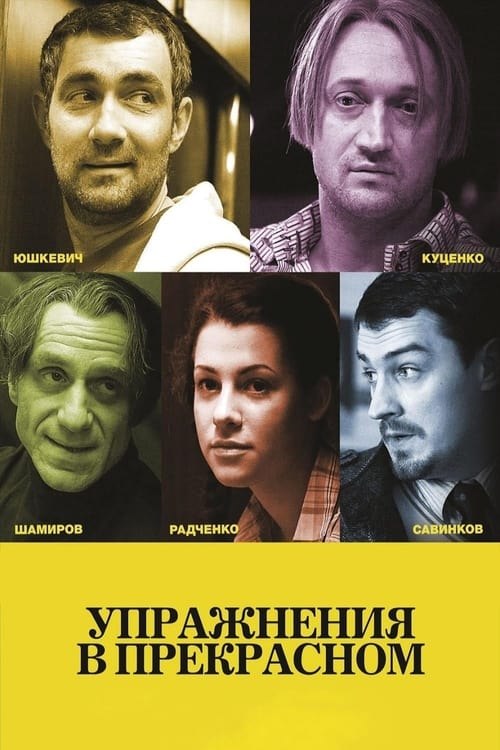 ЮШКЕВИЧ
КУЦЕНКО
ШАМИРОВ
РАДЧЕНКО
САВИНКОВ
УПРАЖНЕНИЯ
В ПРЕКРАСНОМ